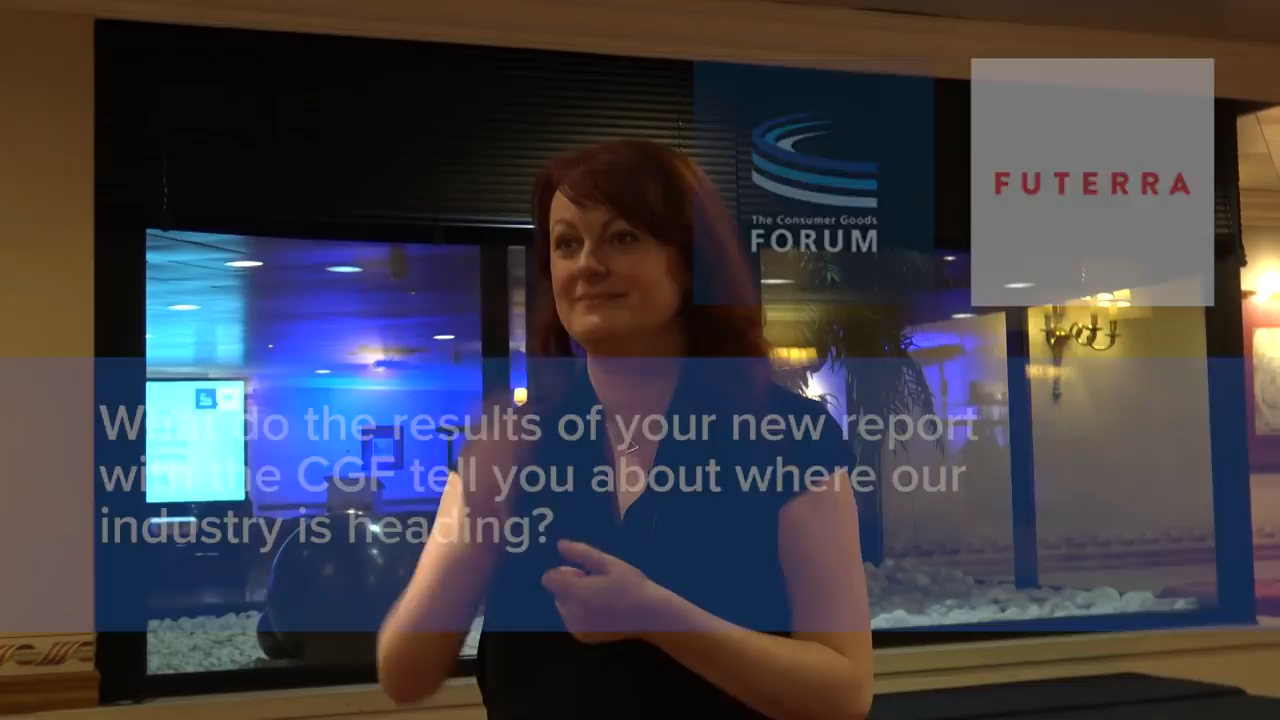 The Consumer Goods
FORUM
FUTERRA
What do the results of your new report
with the CGF tell you about where our
industry is heading?